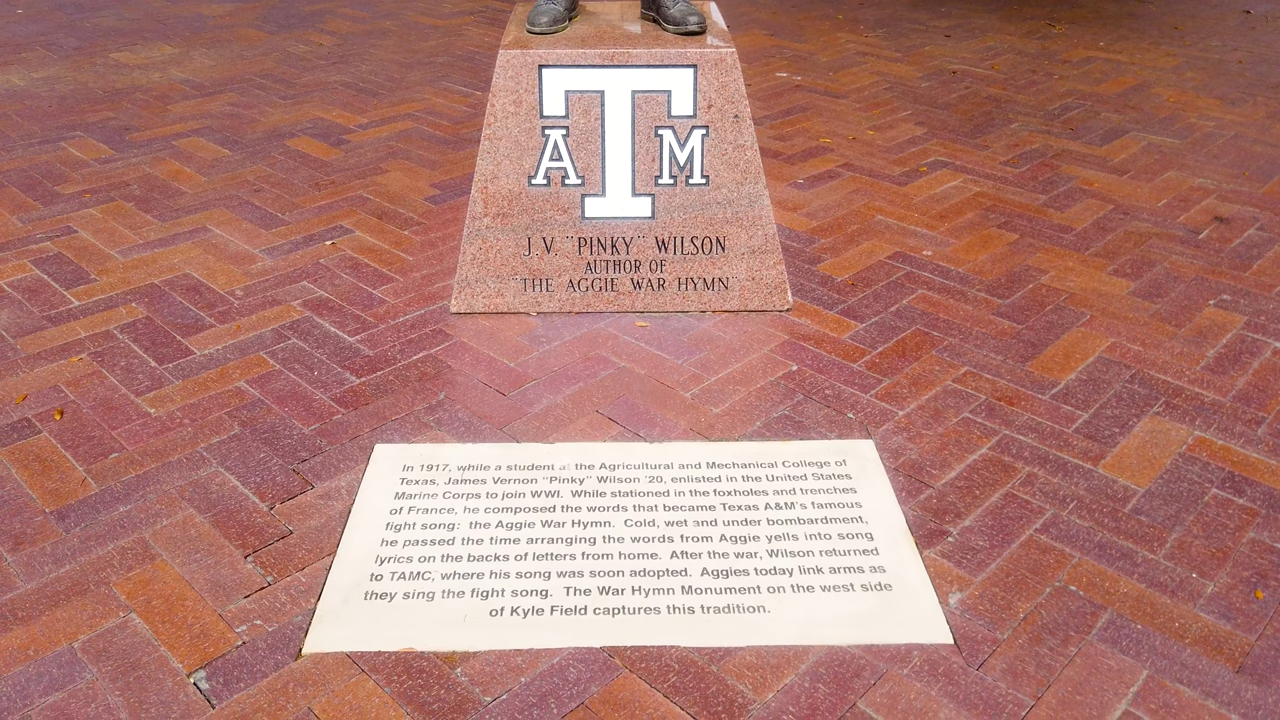 ATM
J.V. "PINKY" WILSON
AUTHOR OF
"THE AGGIE WAR HYMN"
In 1917, while a student at the Agricultural and Mechanical College of
Texas, James Vernon "Pinky" Wilson '20, enlisted in the United States
Marine Corps to join WWI. While stationed in the foxholes and trenches
of France, he composed the words that became Texas A&M's famous
fight song: the Aggie War Hymn. Cold, wet and under bombardment,
he passed the time arranging the words from Aggie yells into song
lyrics on the backs of letters from home. After the war, Wilson returned
to TAMC, where his song was soon adopted. Aggies today link arms as
they sing the fight song. The War Hymn Monument on the west side
of Kyle Field captures this tradition.